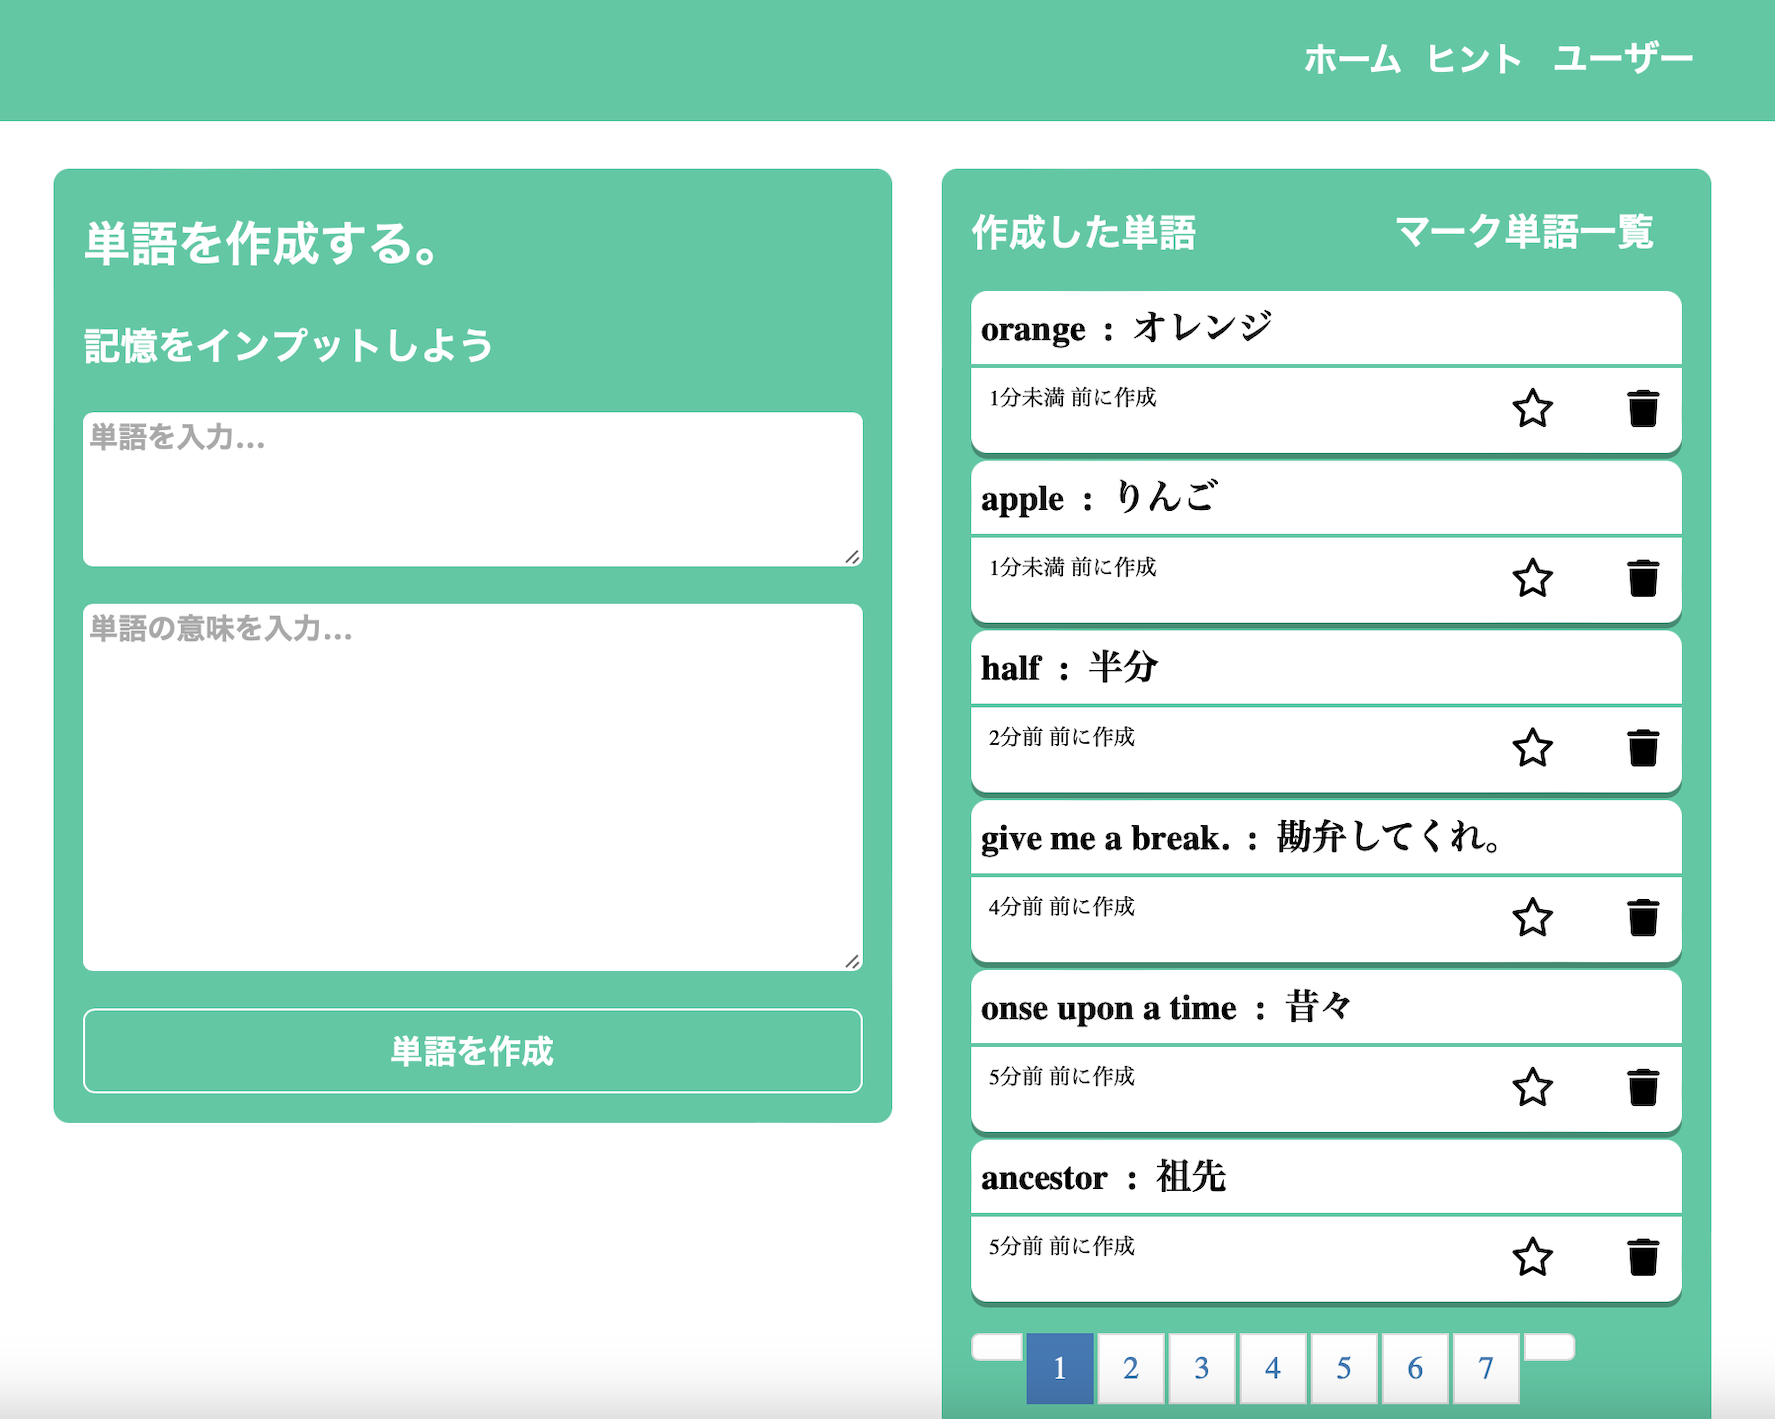 ホーム ヒント ユーザー
単語を作成する。
記憶をインプットしよう
単語を入力...
単語の意味を入力...
単語を作成
作成した単語 マーク単語一覧
orange : オレンジ
1分未満 前に作成
apple : りんご
1分未満 前に作成
half : 半分
2分前 前に作成
give me a break. : 勘弁してくれ。
4分前 前に作成
onse upon a time : 昔々
5分前 前に作成
ancestor : 祖先
5分前 前に作成
1 2 3 4 5 6 7